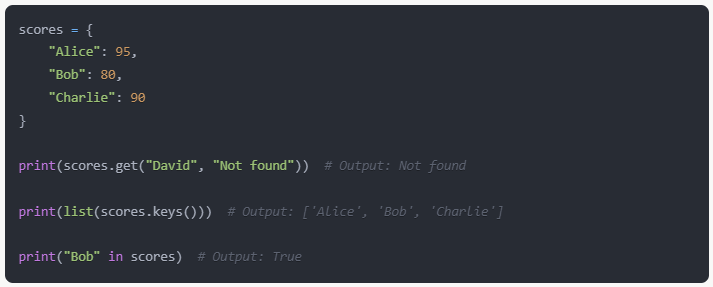 scores = {
    "Alice": 95,
    "Bob": 80,
    "Charlie": 90
}
print(scores.get("David", "Not found"))  # Output: Not found
print(list(scores.keys()))  # Output: ['Alice', 'Bob', 'Charlie']
print("Bob" in scores)  # Output: True